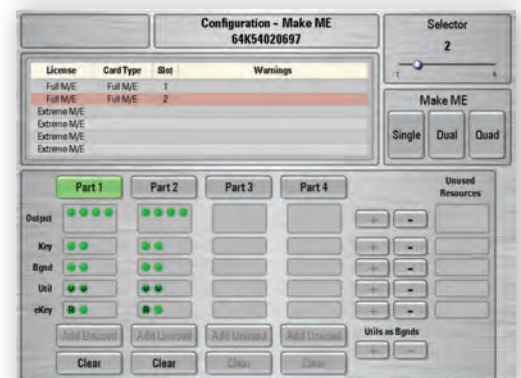 Configuration - Make ME
64K54020697
Selector
2
1 4
License Card Type Slot Warnings
Full M/E Full M/E 1
Full M/E Full M/E 2
Extreme M/E
Extreme M/E
Extreme M/E
Extreme M/E
Make ME
Single Dual Quad
Part 1 Part 2 Part 3 Part 4 Unused Resources
Output + -
Key + -
Bgnd + -
Util U U U U + -
eKey R R + -
Add Unused Add Unused Add Unused Add Unused Utils as Bgnds
Clear Clear Clear Clear + -